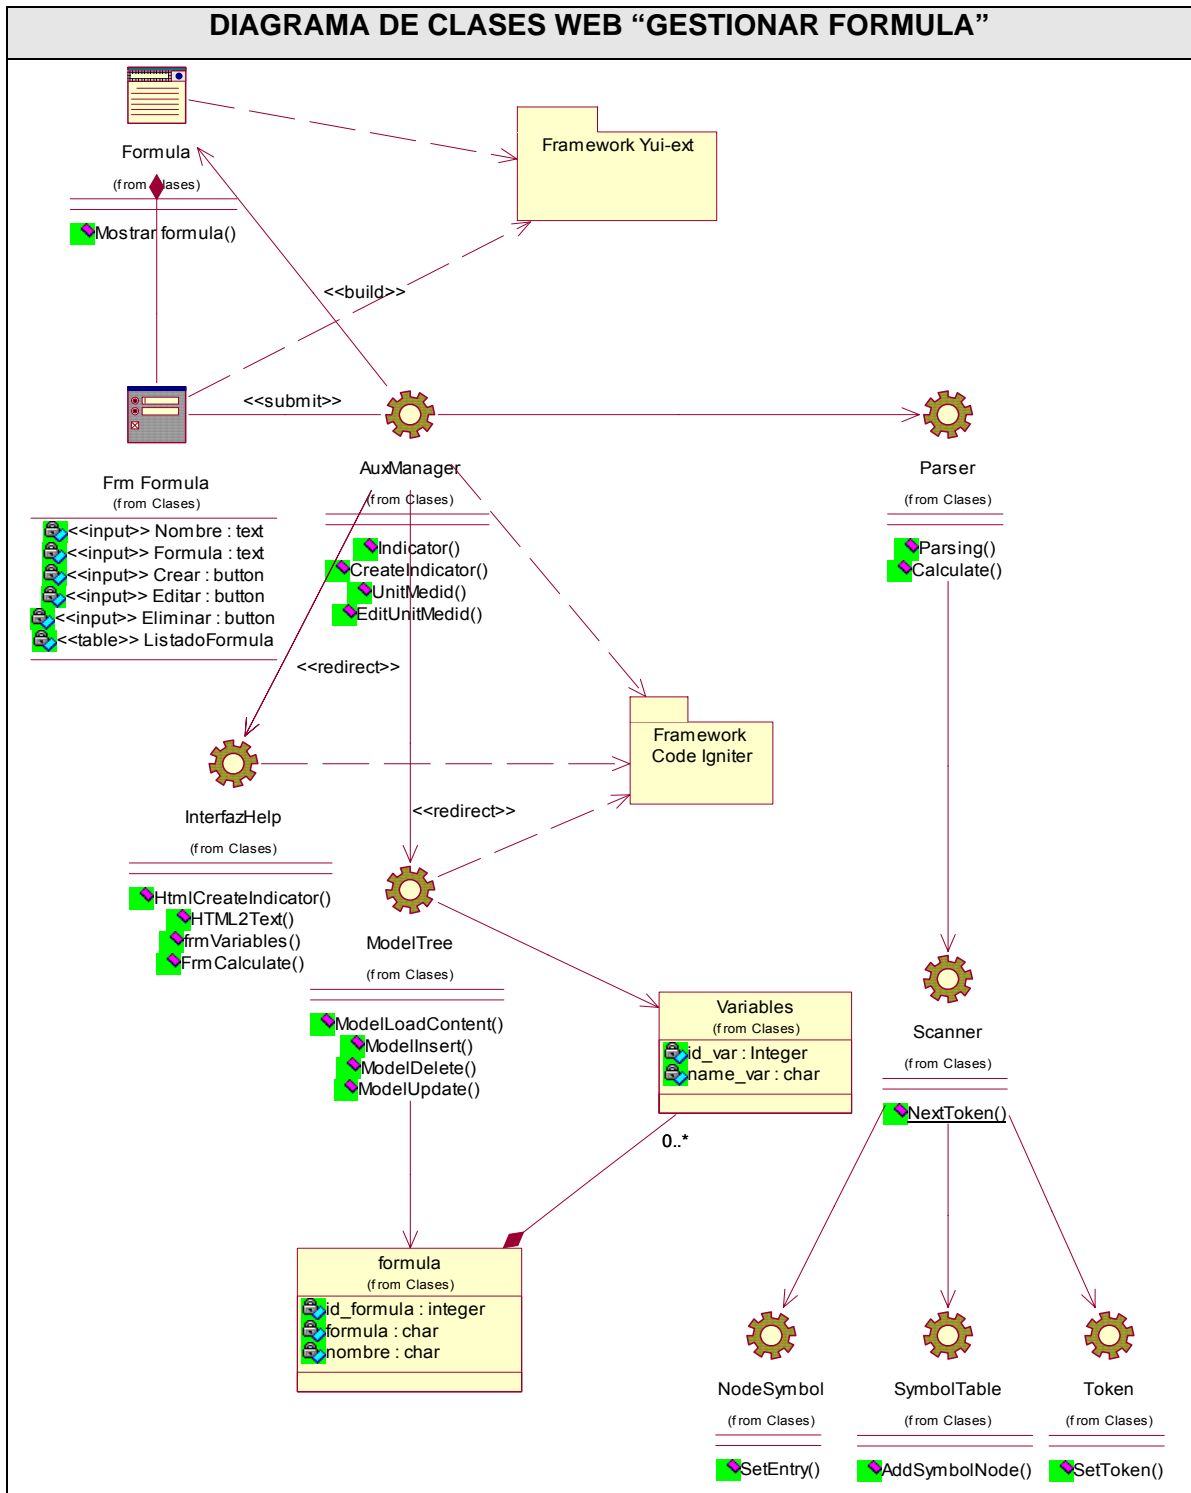 DIAGRAMA DE CLASES WEB “GESTIONAR FORMULA”
Formula
(from Clases)
Mostrar formula()
Framework Yui-ext
<<build>>
<<submit>>
Frm Formula
(from Clases)
<<input>> Nombre : text
<<input>> Formula : text
<<input>> Crear : button
<<input>> Editar : button
<<input>> Eliminar : button
<<table>> ListadoFormula
AuxManager
(from Clases)
Indicator()
CreateIndicator()
UnitMedid()
EditUnitMedid()
Parser
(from Clases)
Parsing()
Calculate()
<<redirect>>
Framework
Code Igniter
InterfazHelp
(from Clases)
HtmlCreateIndicator()
HTML2Text()
frmVariables()
FrmCalculate()
<<redirect>>
ModelTree
(from Clases)
ModelLoadContent()
ModelInsert()
ModelDelete()
ModelUpdate()
Variables
(from Clases)
id_var : Integer
name_var : char
0..*
Scanner
(from Clases)
NextToken()
formula
(from Clases)
id_formula : integer
formula : char
nombre : char
NodeSymbol
(from Clases)
SetEntry()
SymbolTable
(from Clases)
AddSymbolNode()
Token
(from Clases)
SetToken()